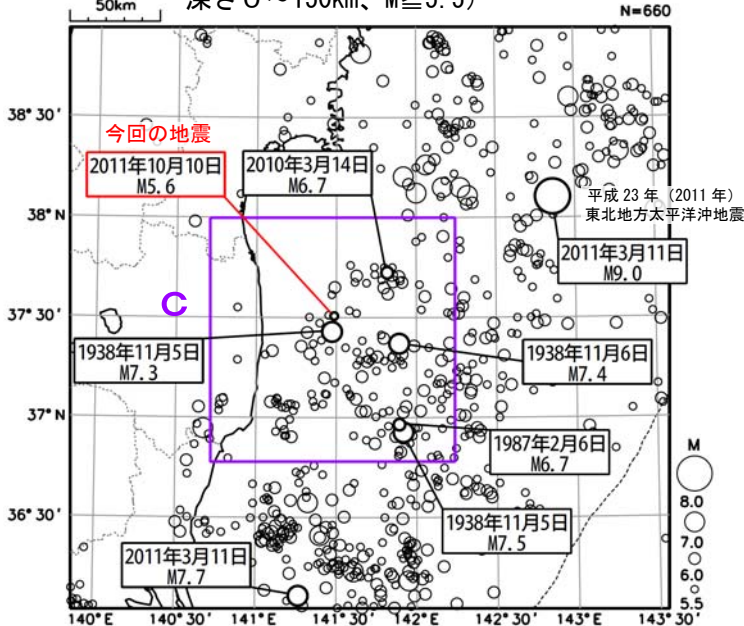 50km
深さ0～150km、M≧5.5）
N=660
38°30′
今回の地震
2011年10月10日
M5.6
2010年3月14日
M6.7
平成 23 年（2011 年）
東北地方太平洋沖地震
38°N
2011年3月11日
M9.0
C
37°30′
1938年11月5日
M7.3
1938年11月6日
M7.4
37°N
1987年2月6日
M6.7
M
8.0
7.0
6.0
5.5
36°30′
1938年11月5日
M7.5
2011年3月11日
M7.7
140°E
140°30′
141°E
141°30′
142°E
142°30′
143°E
143°30′